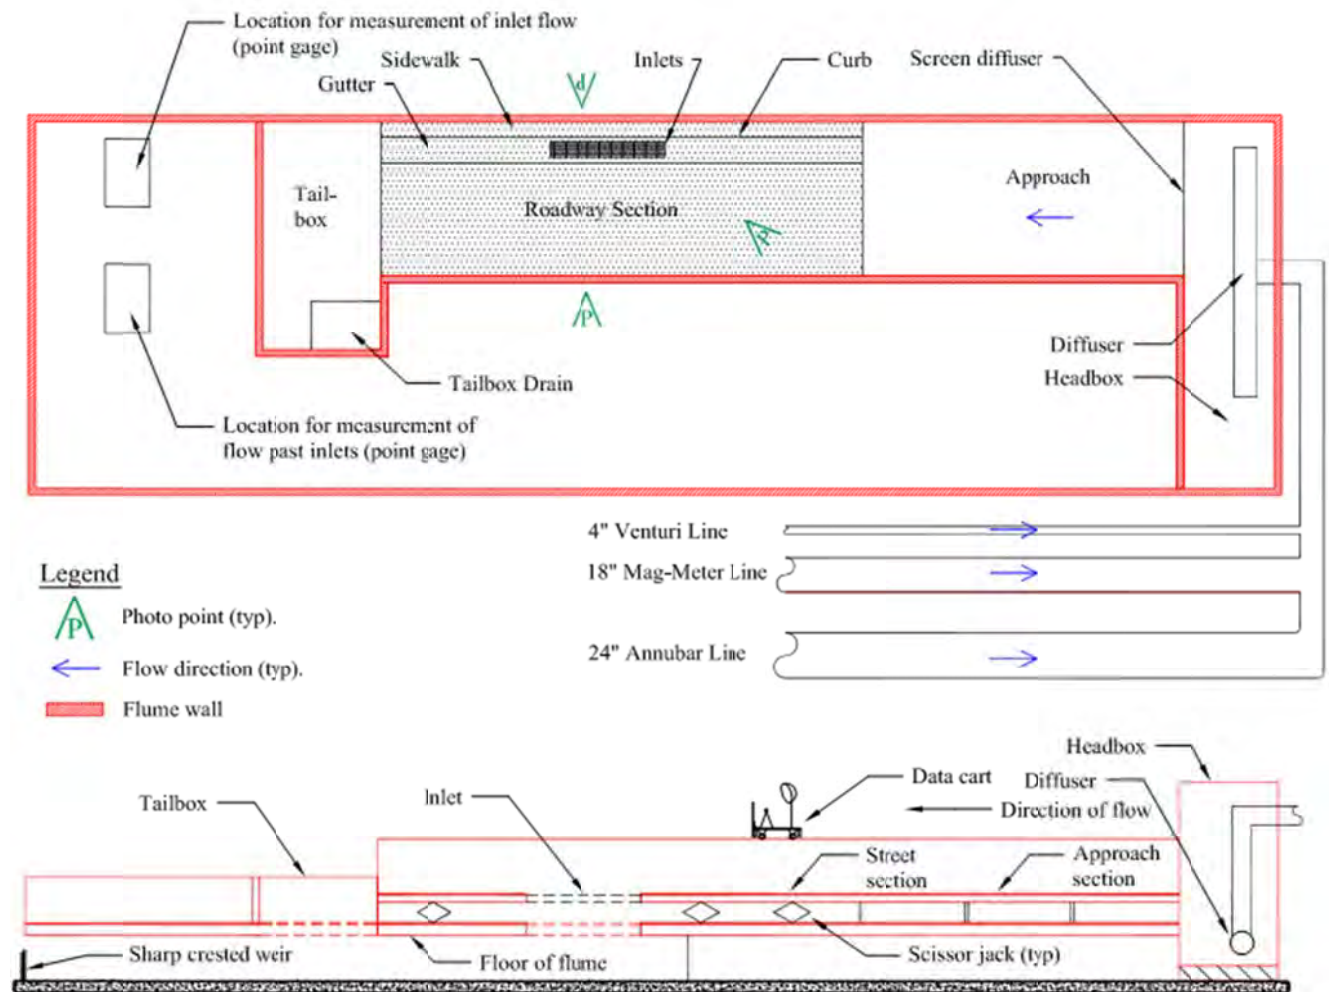 Location for measurement of inlet flow
(point gage)
Sidewalk
Inlets
Curb
Screen diffuser
Gutter
d
Tail-
box
Roadway Section
Approach
P
P
Diffuser
Headbox
Tailbox Drain
Location for measurement of
flow past inlets (point gage)
4" Venturi Line
18" Mag-Meter Line
24" Annubar Line
Legend
P
Photo point (typ).
Flow direction (typ).
Flume wall
Headbox
Data cart
Diffuser
Tailbox
Inlet
Direction of flow
Street
section
Approach
section
Sharp crested weir
Floor of flume
Scissor jack (typ)